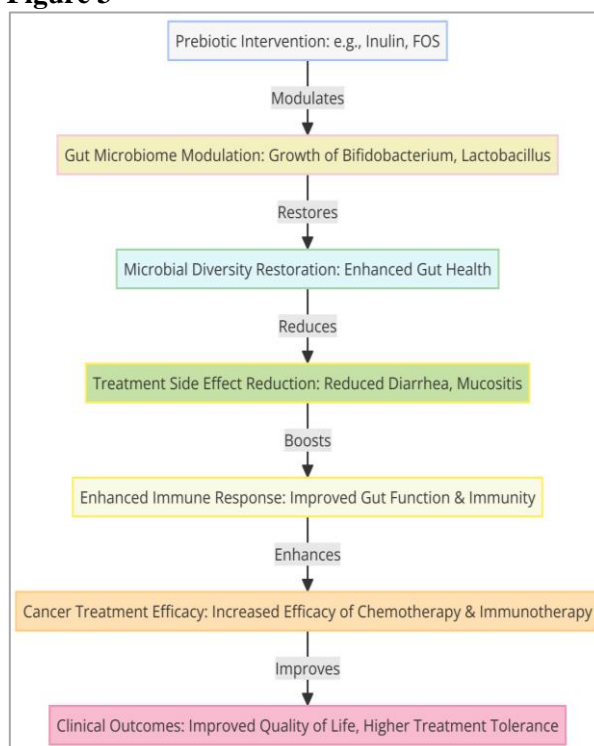 Prebiotic Intervention: e.g., Inulin, FOS
Modulates
Gut Microbiome Modulation: Growth of Bifidobacterium, Lactobacillus
Restores
Microbial Diversity Restoration: Enhanced Gut Health
Reduces
Treatment Side Effect Reduction: Reduced Diarrhea, Mucositis
Boosts
Enhanced Immune Response: Improved Gut Function & Immunity
Enhances
Cancer Treatment Efficacy: Increased Efficacy of Chemotherapy & Immunotherapy
Improves
Clinical Outcomes: Improved Quality of Life, Higher Treatment Tolerance